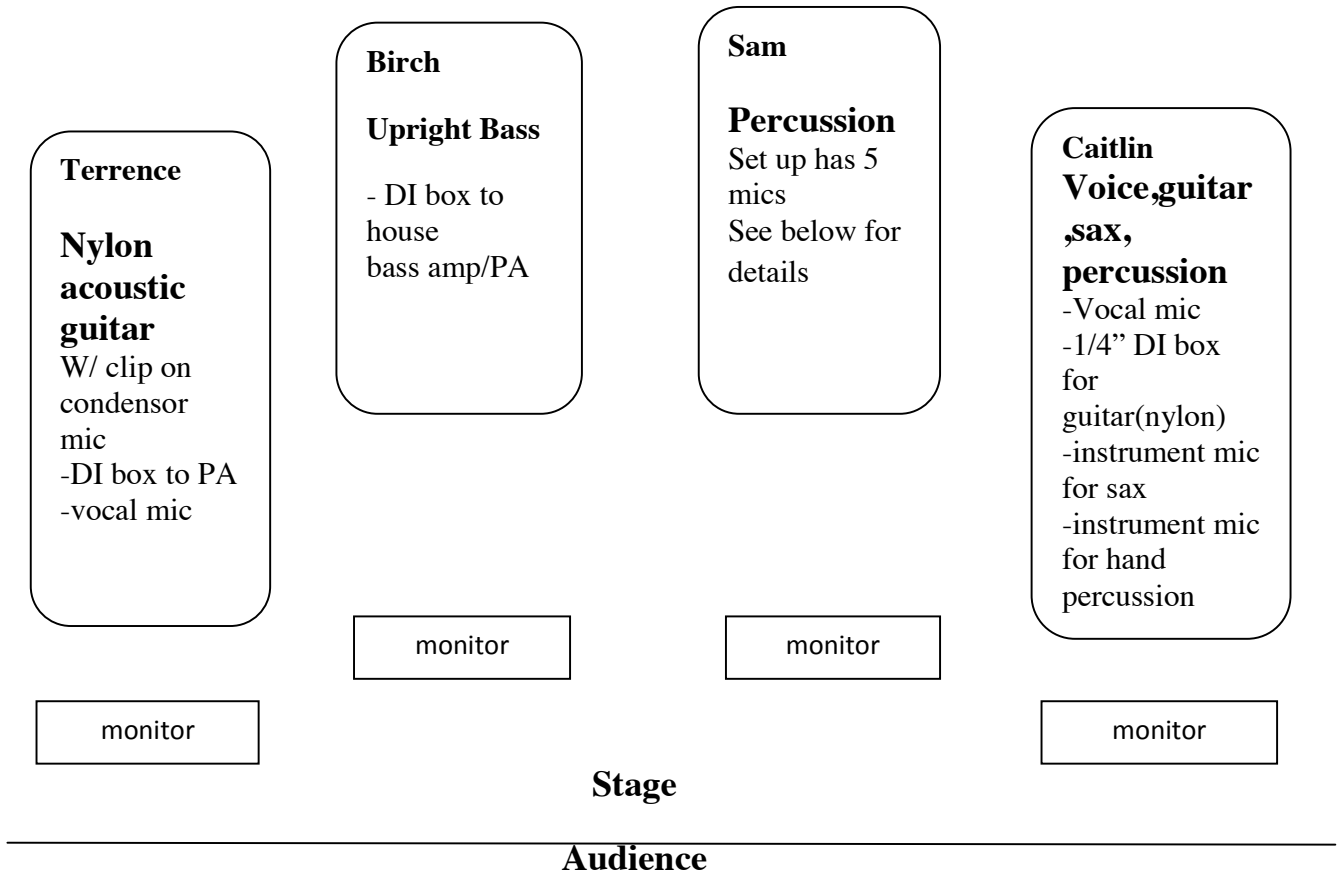 Terrence
Nylon
acoustic
guitar
W/ clip on
condensor
mic
-DI box to PA
-vocal mic
Birch
Upright Bass
- DI box to
house
bass amp/PA
Sam
Percussion
Set up has 5
mics
See below for
details
Caitlin
Voice,guitar
,sax,
percussion
-Vocal mic
-1/4” DI box
for
guitar(nylon)
-instrument mic
for sax
-instrument mic
for hand
percussion
monitor
monitor
monitor
monitor
Stage
Audience